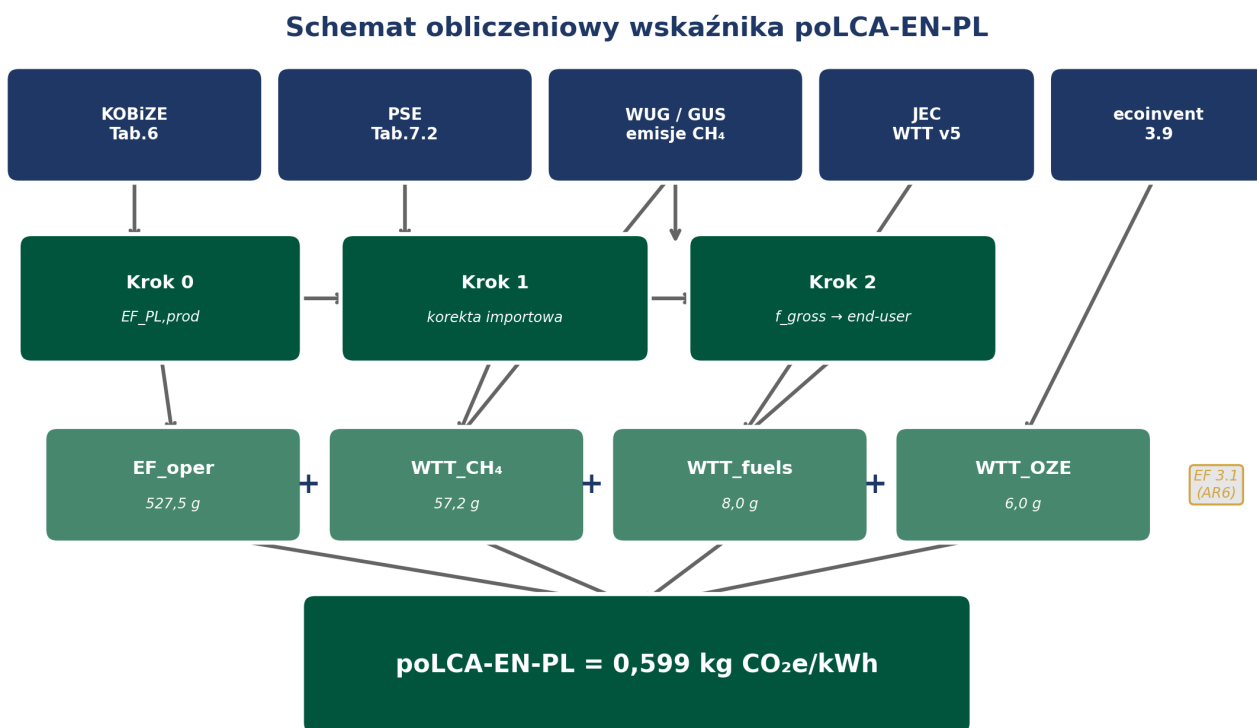 Schemat obliczeniowy wskaźnika poLCA-EN-PL
KOBiZE
Tab.6
PSE
Tab.7.2
WUG / GUS
emisje CH₄
JEC
WTT v5
ecoinvent
3.9
Krok 0
EF_PL,prod
Krok 1
korekta importowa
Krok 2
f_gross → end-user
EF_oper
527,5 g
+
WTT_CH₄
57,2 g
+
WTT_fuels
8,0 g
+
WTT_OZE
6,0 g
EF 3.1
(AR6)
poLCA-EN-PL = 0,599 kg CO₂e/kWh